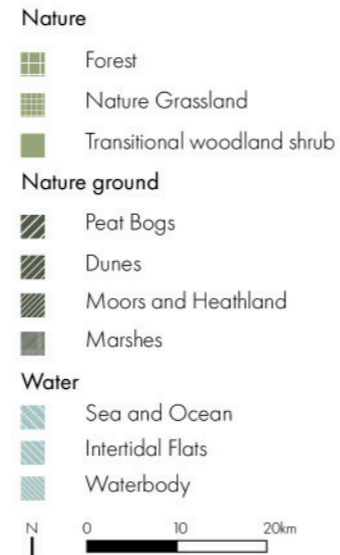 Nature
Forest
Nature Grassland
Transitional woodland shrub
Nature ground
Peat Bogs
Dunes
Moors and Heathland
Marshes
Water
Sea and Ocean
Intertidal Flats
Waterbody
N 0 10 20km